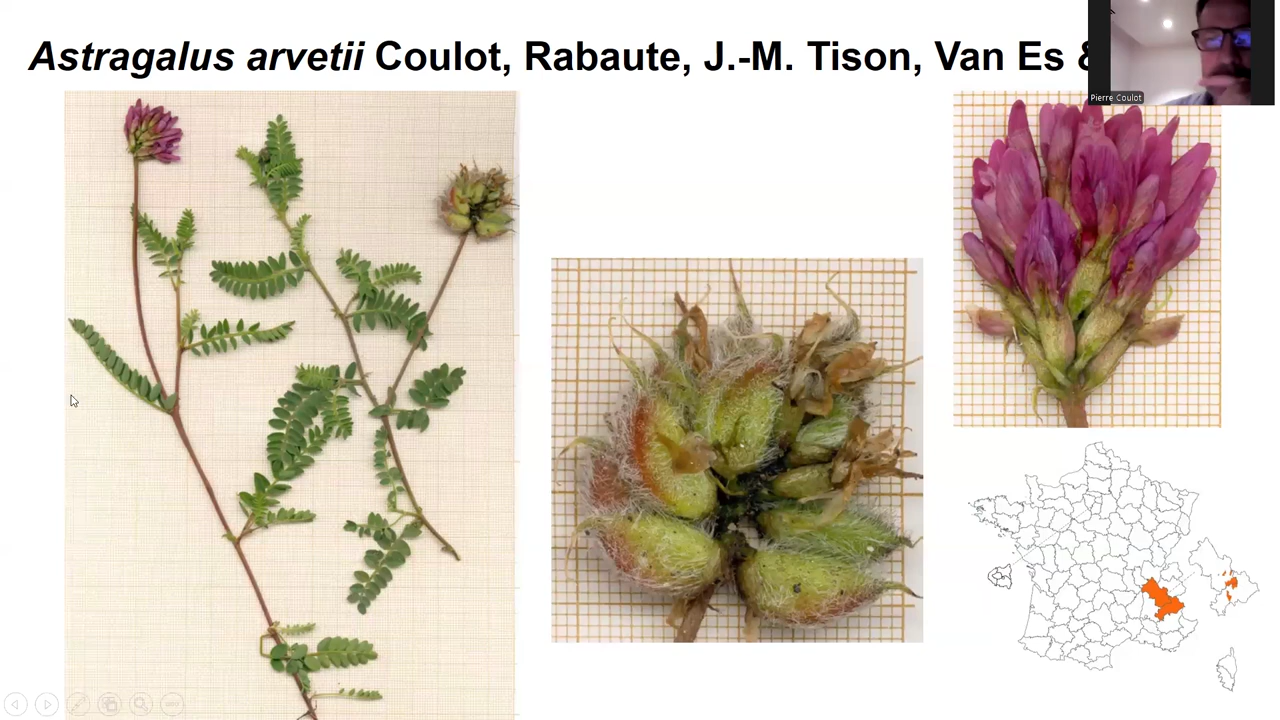 Astragalus arvetii Coulot, Rabaute, J.-M. Tison, Van Es &
Pierre Coulot